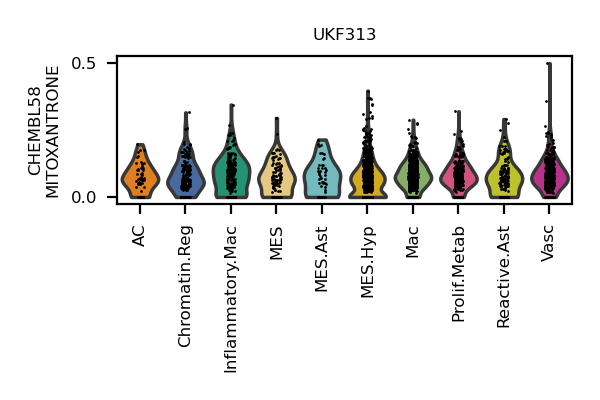 UKF313
CHEMBL58
MITOXANTRONE
0.5
0.0
AC
Chromatin.Reg
Inflammatory.Mac
MES
MES.Ast
MES.Hyp
Mac
Prolif.Metab
Reactive.Ast
Vasc